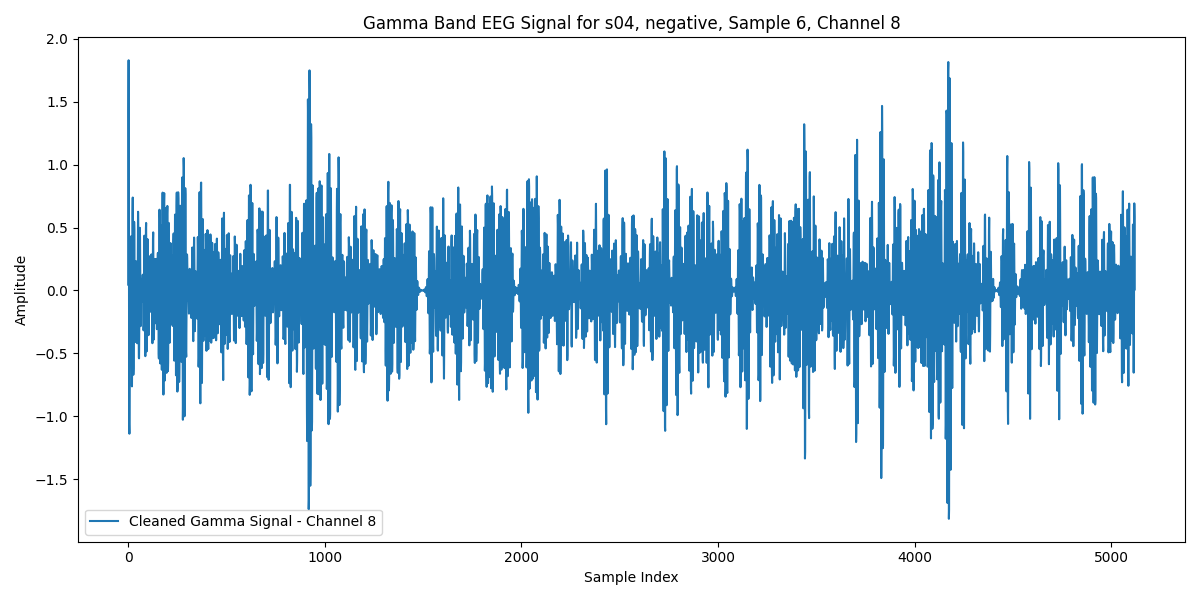 Gamma Band EEG Signal for s04, negative, Sample 6, Channel 8
2.0
1.5
1.0
0.5
0.0
−0.5
−1.0
−1.5
Amplitude
Cleaned Gamma Signal - Channel 8
0 1000 2000 3000 4000 5000
Sample Index